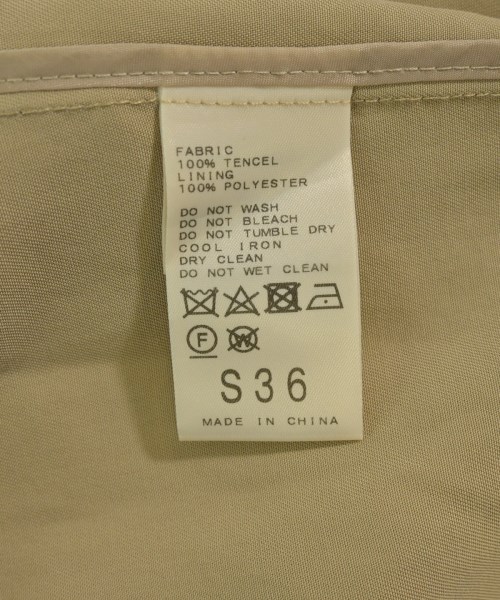 FABRIC
100% TENCEL
LINING
100% POLYESTER
DO NOT WASH
DO NOT BLEACH
DO NOT TUMBLE DRY
COOL IRON
DRY CLEAN
DO NOT WET CLEAN
F W
S36
MADE IN CHINA